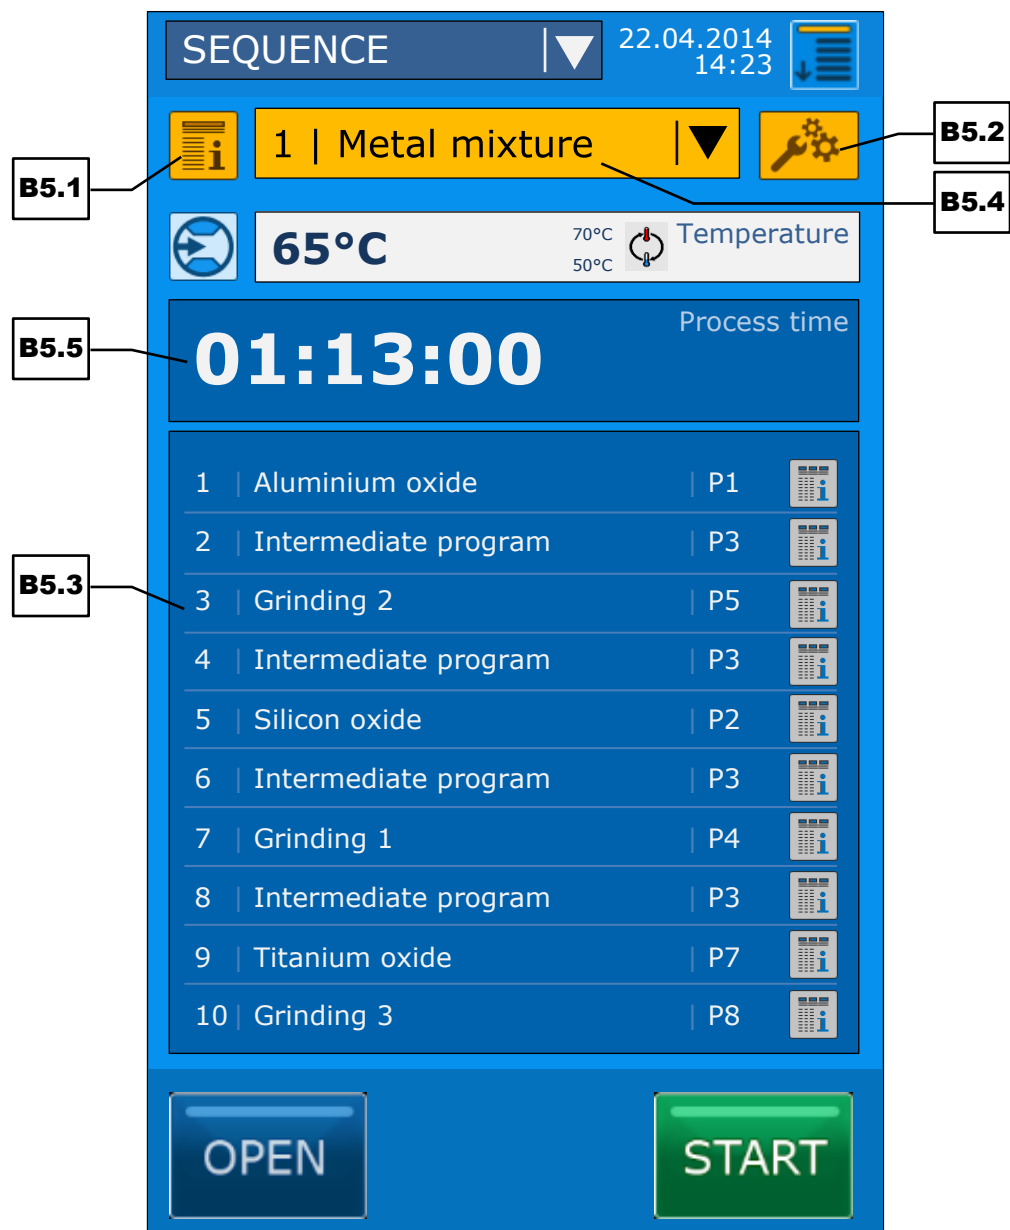 SEQUENCE
22.04.2014
14:23
B5.1
1 | Metal mixture
B5.2
B5.4
65°C
70°C
50°C
Temperature
B5.5
01:13:00
Process time
B5.3
1 | Aluminium oxide | P1
2 | Intermediate program | P3
3 | Grinding 2 | P5
4 | Intermediate program | P3
5 | Silicon oxide | P2
6 | Intermediate program | P3
7 | Grinding 1 | P4
8 | Intermediate program | P3
9 | Titanium oxide | P7
10 | Grinding 3 | P8
OPEN
START